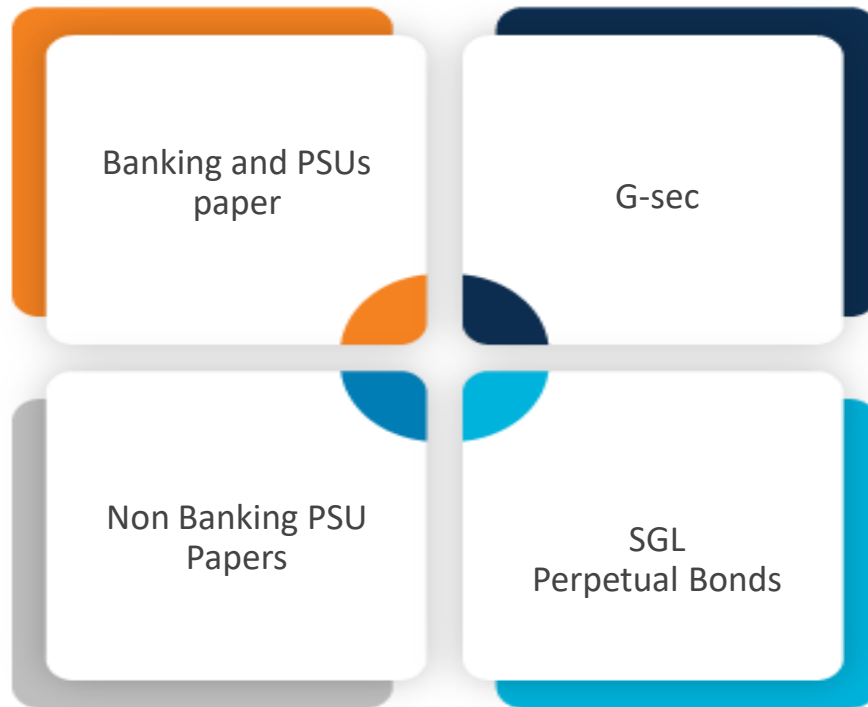 Banking and PSUs
paper
G-sec
Non Banking PSU
Papers
SGL
Perpetual Bonds